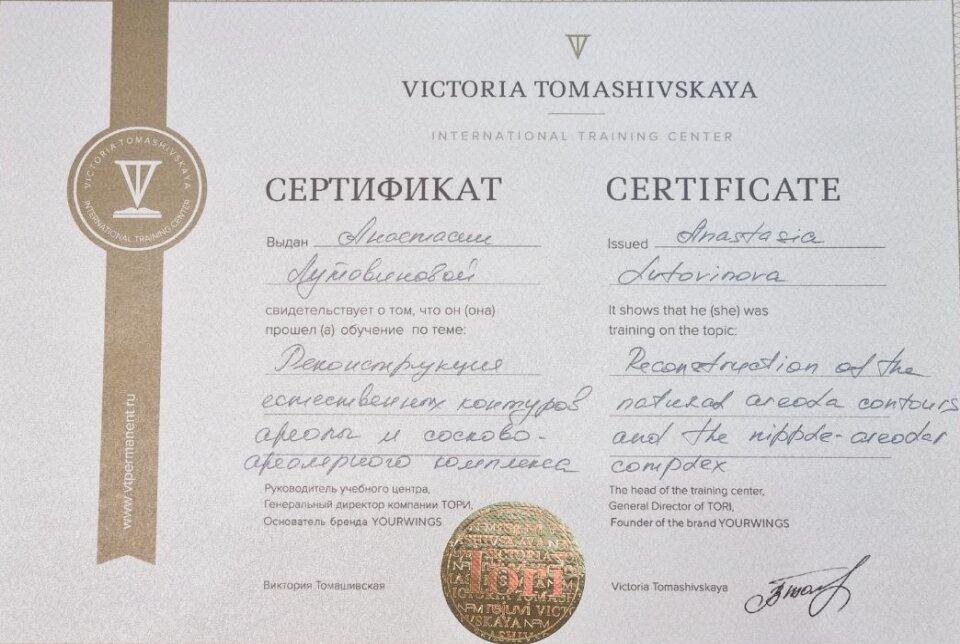 VICTORIA TOMASHIVSKAYA
INTERNATIONAL TRAINING CENTER
VICTORIA TOMASHIVSKAYA
INTERNATIONAL TRAINING CENTER
www.vtpermanent.ru
СЕРТИФИКАТ
Выдан Анастасии
Лутовиновой
свидетельствует о том, что он (она)
прошел (а) обучение по теме:
Реконструкция
естественных контуров
ареолы и сосково-
ареолярного комплекса
Руководитель учебного центра,
Генеральный директор компании ТОРИ,
Основатель бренда YOURWINGS
Виктория Томашивская
CERTIFICATE
Issued Anastasia
Lutovinova
It shows that he (she) was
training on the topic:
Reconstruction of the
natural areola contours
and the nipple-areolar
complex
The head of the training center,
General Director of TORI,
Founder of the brand YOURWINGS
Victoria Tomashivskaya
Tori